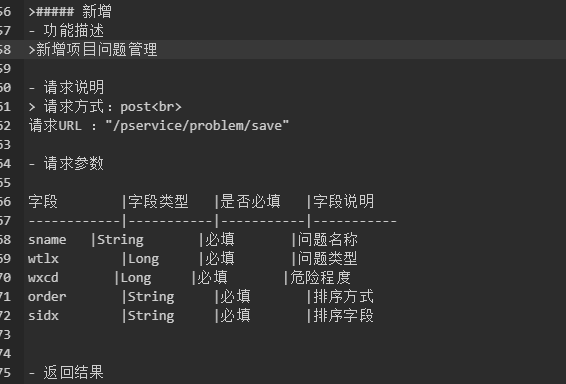 56 >##### 新增
57 - 功能描述
58 >新增项目问题管理
59
60 - 请求说明
61 > 请求方式：post<br>
62 请求URL ："/pservice/problem/save"
63
64 - 请求参数
65
66 字段 |字段类型 |是否必填 |字段说明
67 ------------|-----------|-----------|-----------
68 sname |String |必填 |问题名称
69 wtlx |Long |必填 |问题类型
70 wxcd |Long |必填 |危险程度
71 order |String |必填 |排序方式
72 sidx |String |必填 |排序字段
73
74
75 - 返回结果